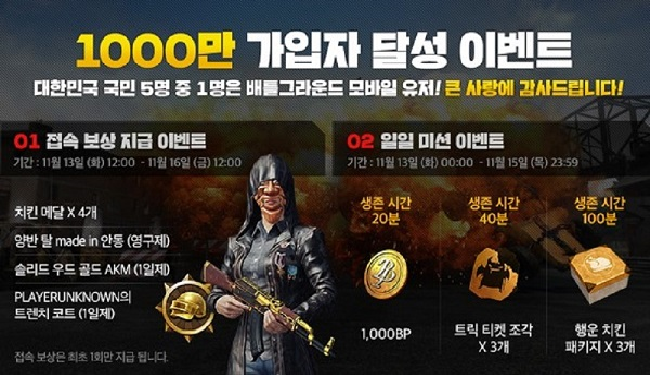 1000만 가입자 달성 이벤트
대한민국 국민 5명 중 1명은 배틀그라운드 모바일 유저! 큰 사랑에 감사드립니다!
01 접속 보상 지급 이벤트
기간 : 11월 13일 (화) 12:00 - 11월 16일 (금) 12:00
치킨 메달 X 4개
양반 탈 made in 안동 (영구제)
솔리드 우드 골드 AKM (1일제)
PLAYERUNKNOWN의
트렌치 코트 (1일제)
접속 보상은 최초 1회만 지급 됩니다.
02 일일 미션 이벤트
기간 : 11월 13일 (화) 00:00 - 11월 15일 (목) 23:59
생존 시간
20분
1,000BP
생존 시간
40분
트릭 티켓 조각
X 3개
생존 시간
100분
행운 치킨
패키지 X 3개